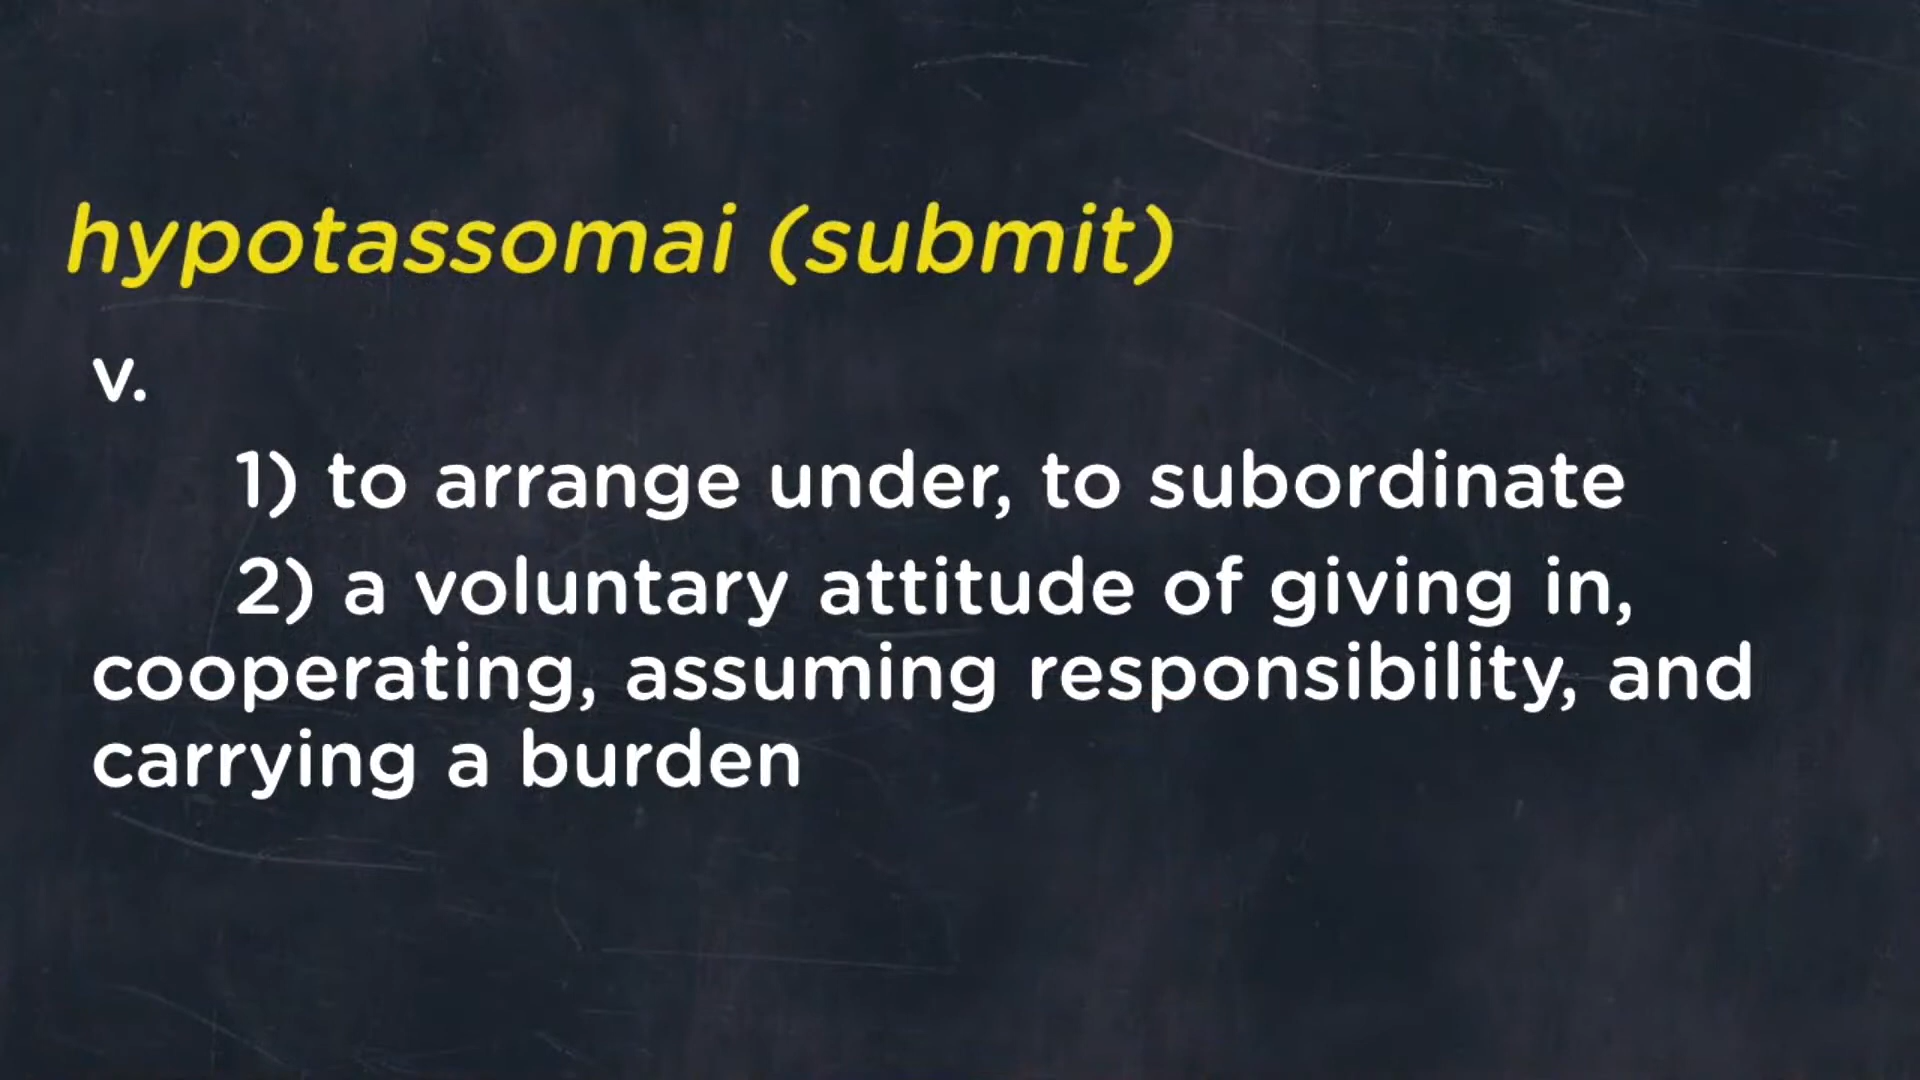 hypotassomai (submit)
v.
1) to arrange under, to subordinate
2) a voluntary attitude of giving in,
cooperating, assuming responsibility, and
carrying a burden